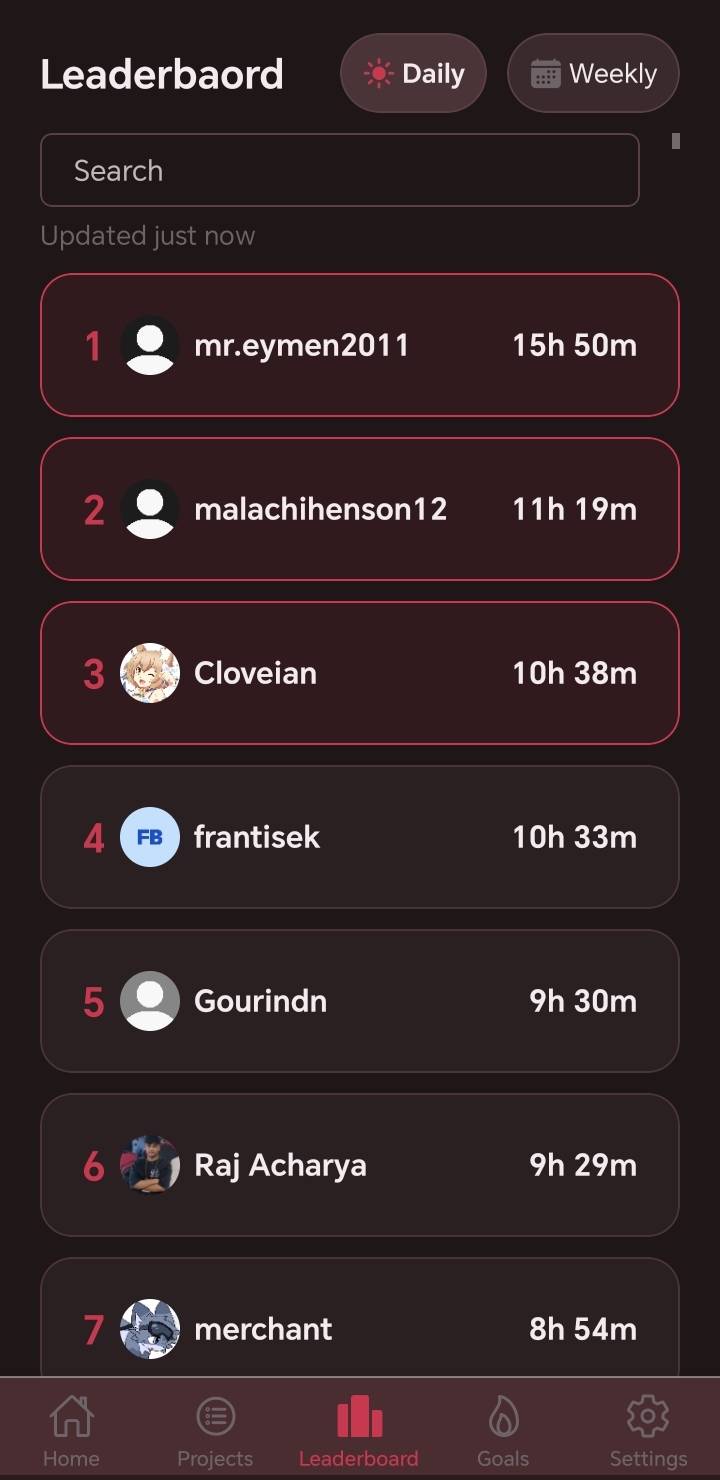 Leaderbaord
Daily
Weekly
Search
Updated just now
1 mr.eymen2011 15h 50m
2 malachihenson12 11h 19m
3 Cloveian 10h 38m
4 FB frantisek 10h 33m
5 Gourindn 9h 30m
6 Raj Acharya 9h 29m
7 merchant 8h 54m
Home Projects Leaderboard Goals Settings